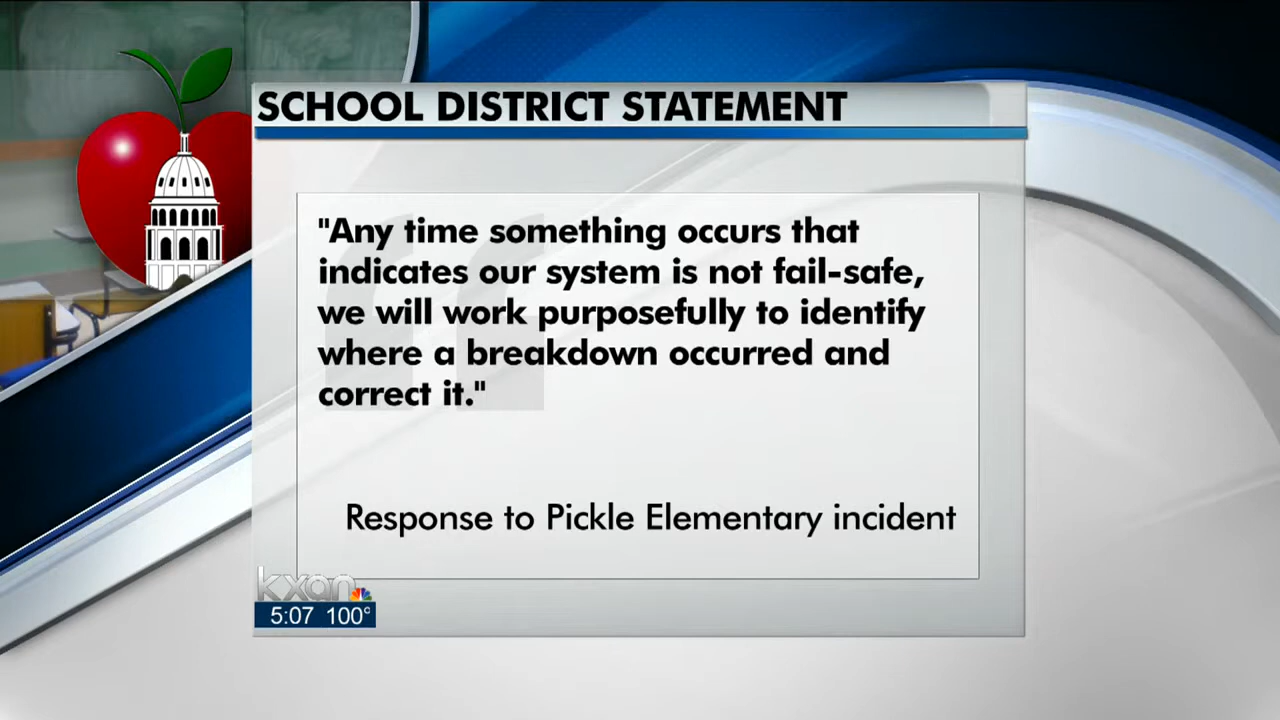 SCHOOL DISTRICT STATEMENT
"Any time something occurs that
indicates our system is not fail-safe,
we will work purposefully to identify
where a breakdown occurred and
correct it."
Response to Pickle Elementary incident
kxan
5:07 100°